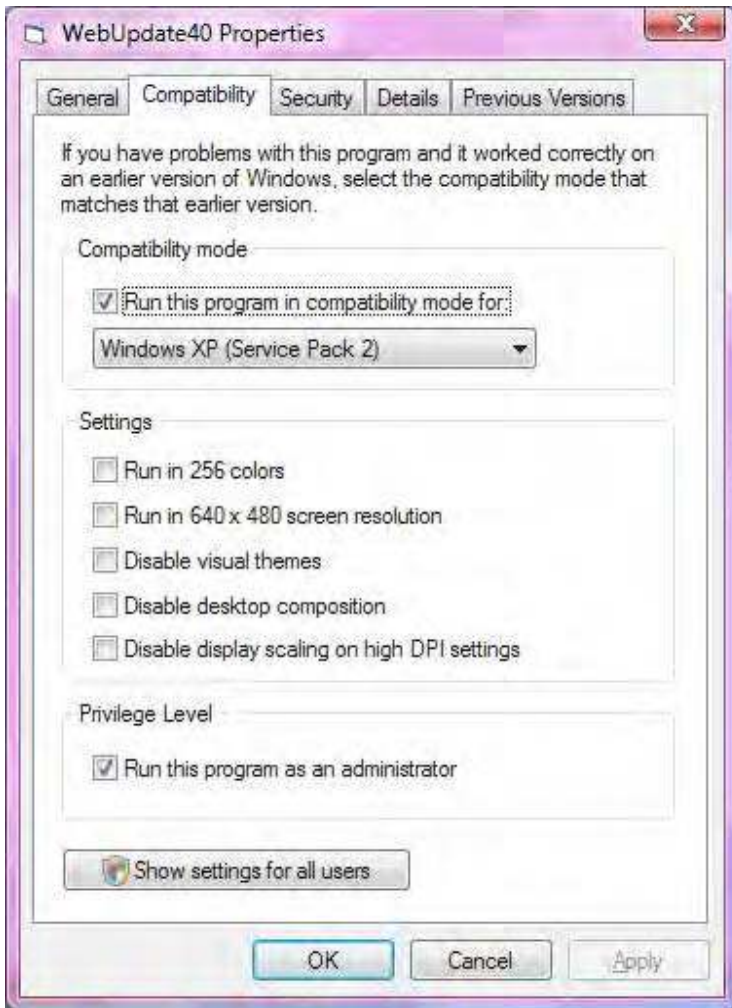 WebUpdate40 Properties
General Compatibility Security Details Previous Versions
If you have problems with this program and it worked correctly on
an earlier version of Windows, select the compatibility mode that
matches that earlier version.
Compatibility mode
Run this program in compatibility mode for:
Windows XP (Service Pack 2)
Settings
Run in 256 colors
Run in 640 x 480 screen resolution
Disable visual themes
Disable desktop composition
Disable display scaling on high DPI settings
Privilege Level
Run this program as an administrator
Show settings for all users
OK Cancel Apply